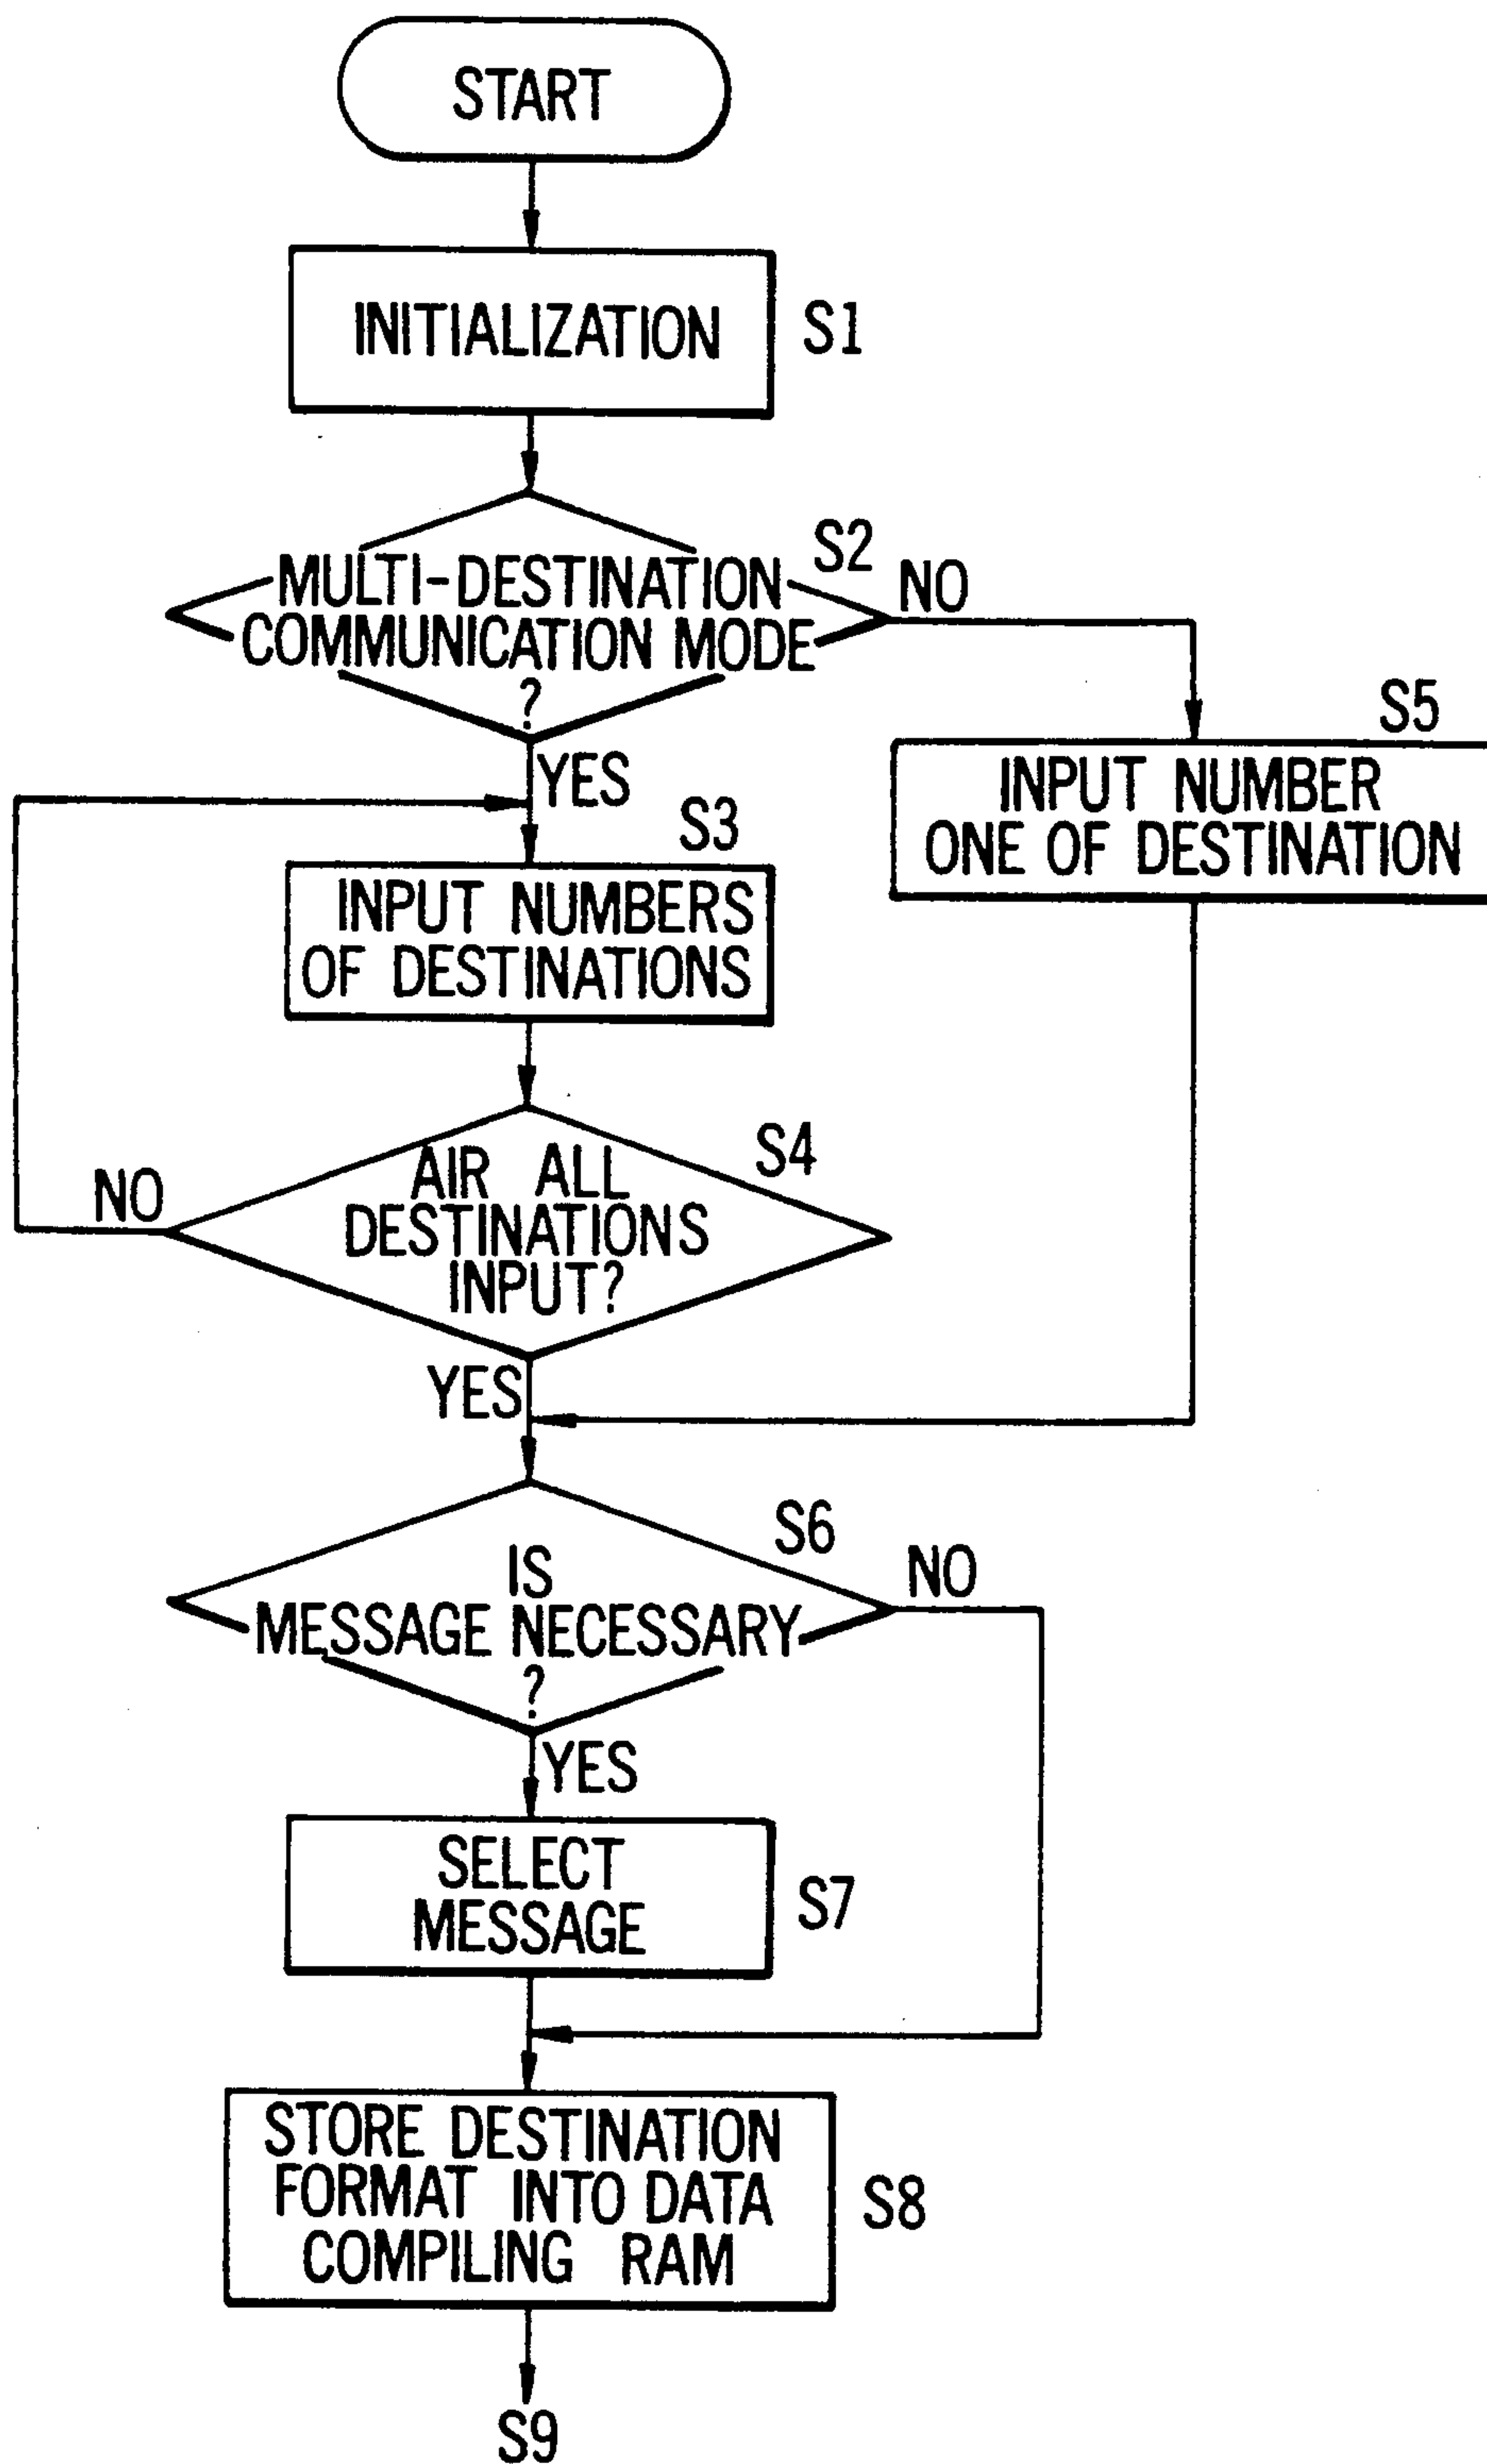 START
INITIALIZATION
S1
S2
MULTI-DESTINATION
COMMUNICATION MODE
?
NO
YES
S5
INPUT NUMBER
ONE OF DESTINATION
S3
INPUT NUMBERS
OF DESTINATIONS
S4
AIR ALL
DESTINATIONS
INPUT?
NO
YES
S6
IS
MESSAGE NECESSARY
?
NO
YES
SELECT
MESSAGE
S7
STORE DESTINATION
FORMAT INTO DATA
COMPILING RAM
S8
S9